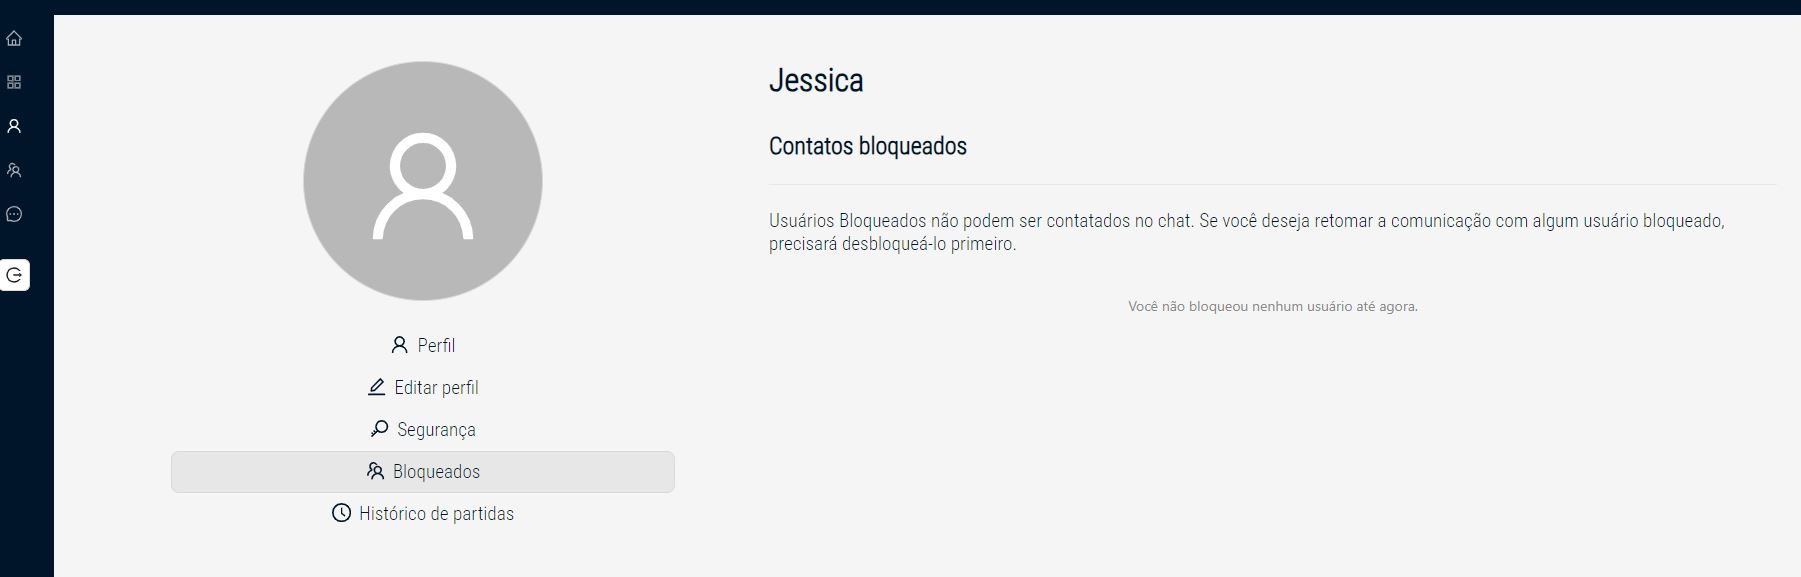 Jessica
Contatos bloqueados
Usuários Bloqueados não podem ser contatados no chat. Se você deseja retomar a comunicação com algum usuário bloqueado,
precisará desbloqueá-lo primeiro.
Você não bloqueou nenhum usuário até agora.
Perfil
Editar perfil
Segurança
Bloqueados
Histórico de partidas